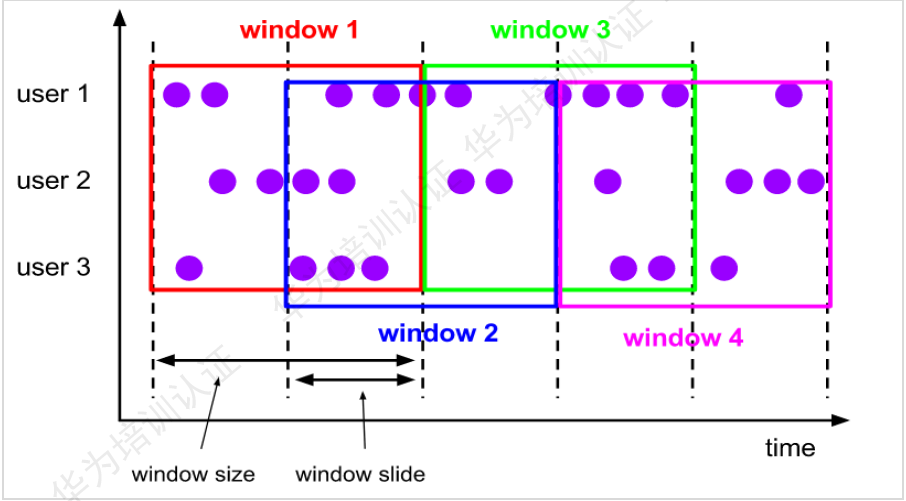 window 1
window 3
user 1
user 2
user 3
window 2
window 4
time
window size
window slide
华为培训认证
华为培训认证
华为培训认证